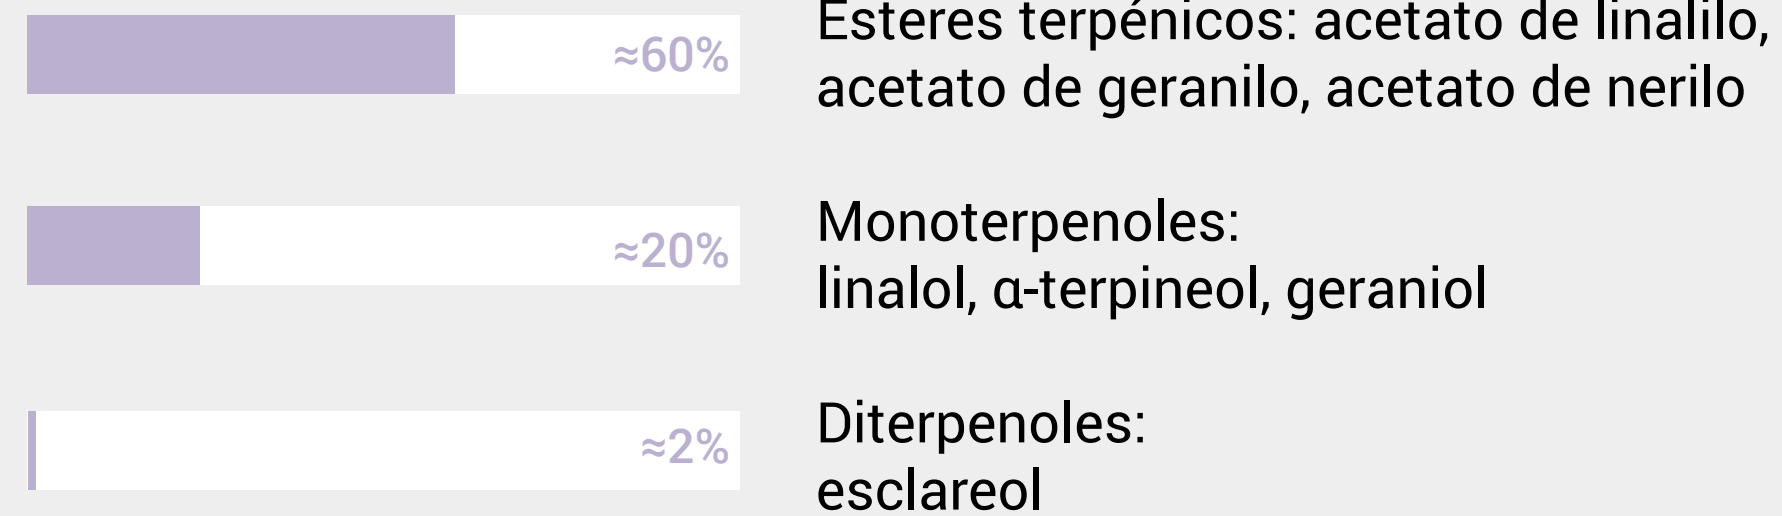 ≈60%
Esteres terpénicos: acetato de linalilo,
acetato de geranilo, acetato de nerilo
≈20%
Monoterpenoles:
linalol, α-terpineol, geraniol
≈2%
Diterpenoles:
esclareol